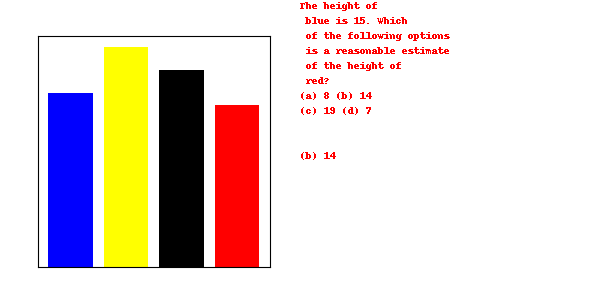 The height of
blue is 15. Which
of the following options
is a reasonable estimate
of the height of
red?
(a) 8 (b) 14
(c) 19 (d) 7
(b) 14